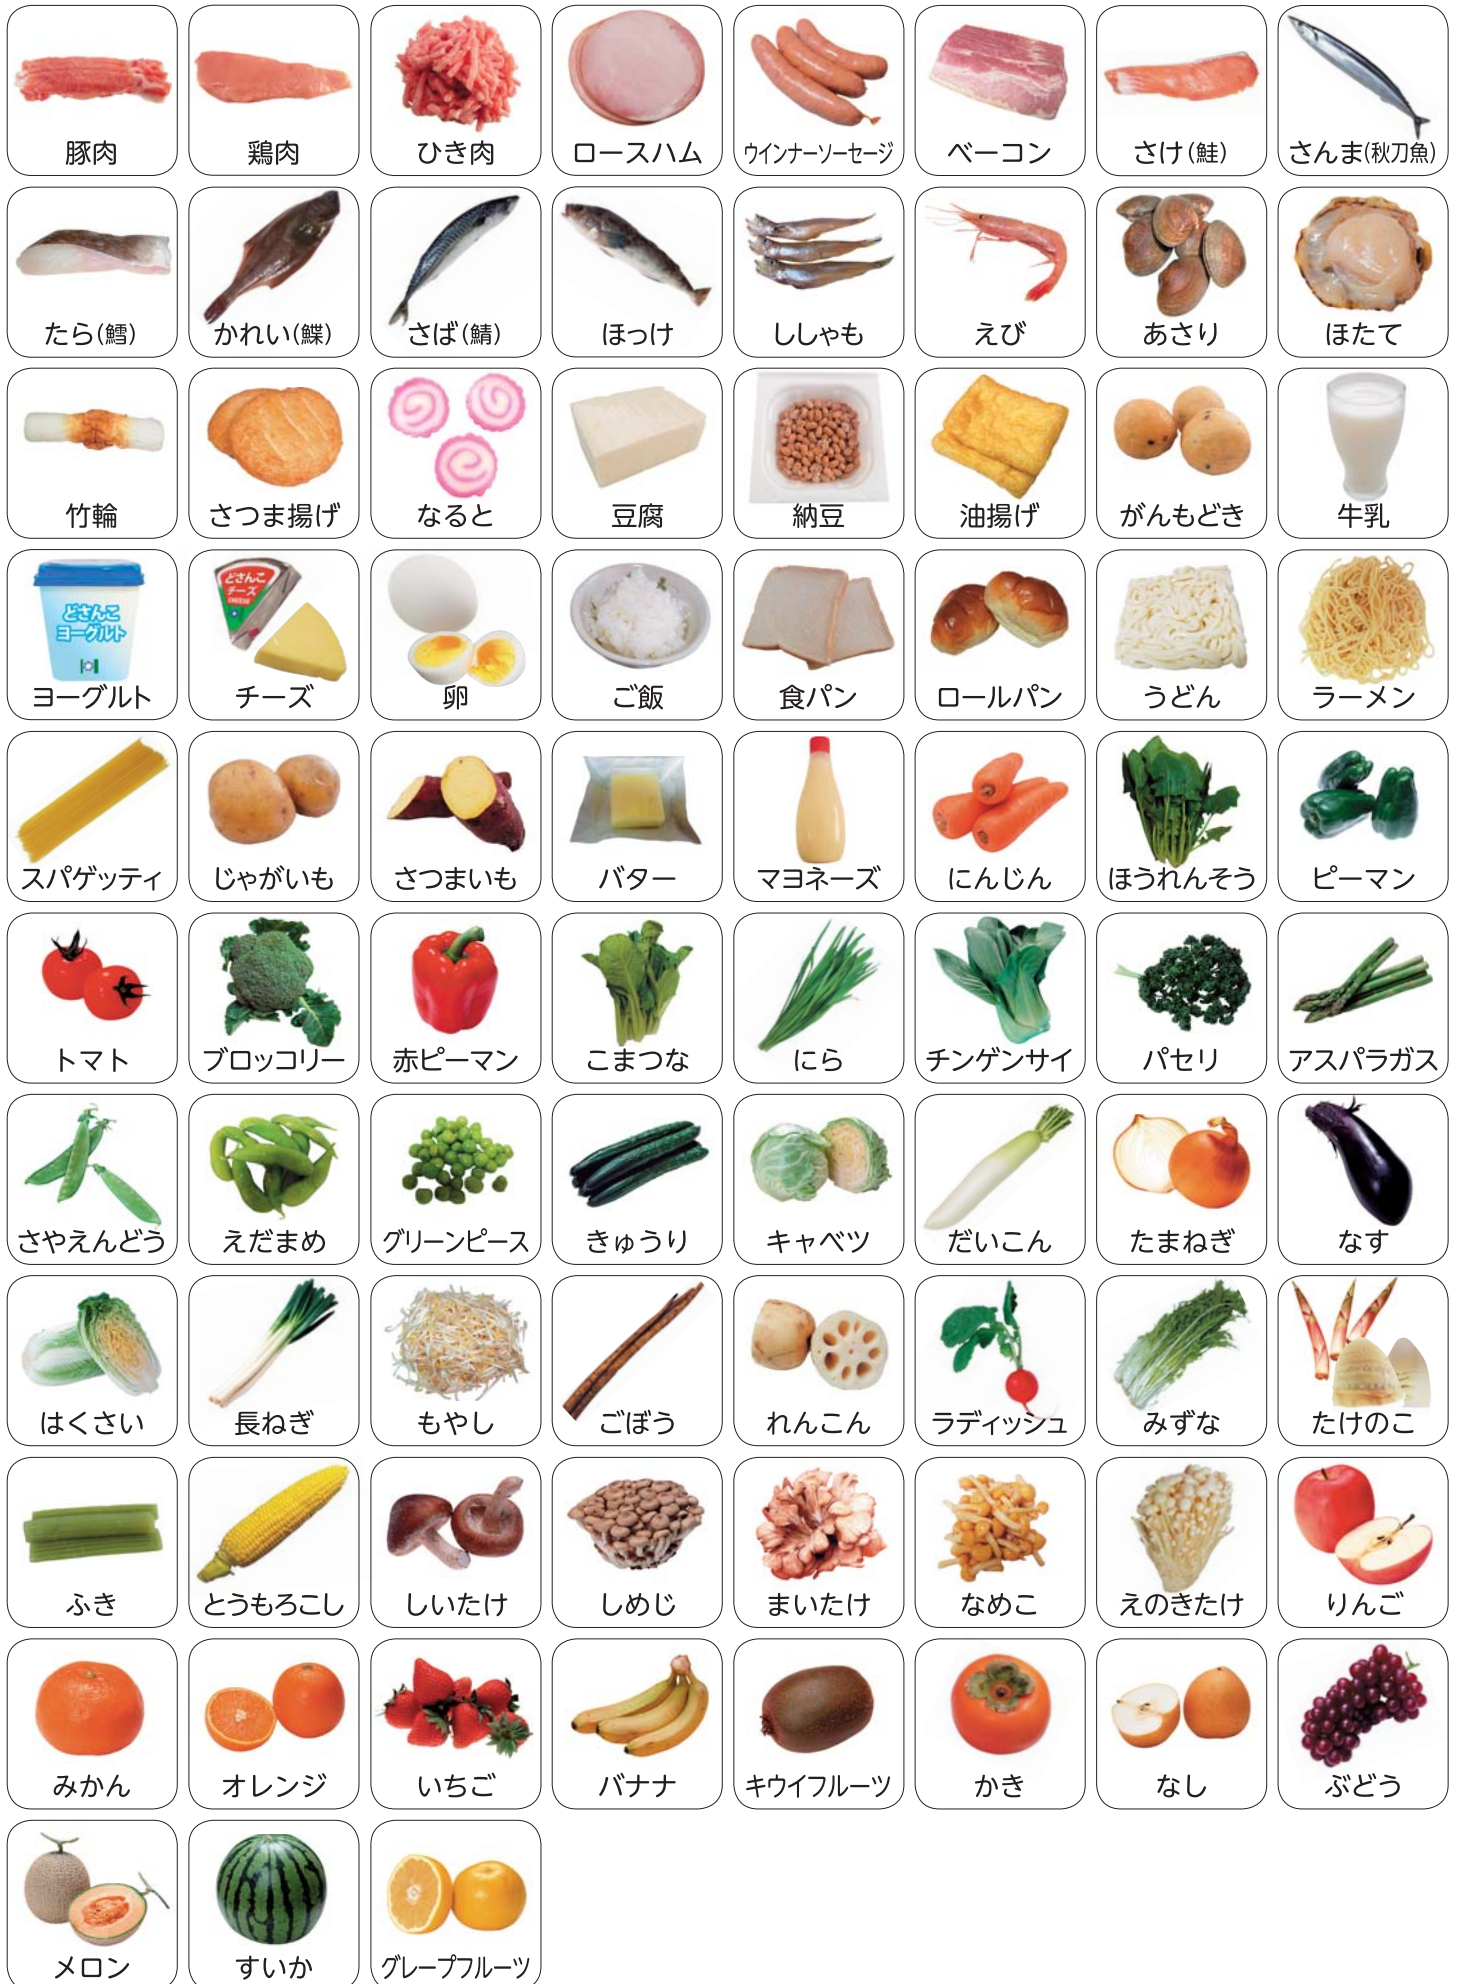 豚肉
鶏肉
ひき肉
ロースハム
ウインナーソーセージ
ベーコン
さけ(鮭)
さんま(秋刀魚)
たら(鱈)
かれい(鰈)
さば(鯖)
ほっけ
ししゃも
えび
あさり
ほたて
竹輪
さつま揚げ
なると
豆腐
納豆
油揚げ
がんもどき
牛乳
どさんこ
ヨーグルト
ヨーグルト
どさんこ
チーズ
CHEESE
チーズ
卵
ご飯
食パン
ロールパン
うどん
ラーメン
スパゲッティ
じゃがいも
さつまいも
バター
マヨネーズ
にんじん
ほうれんそう
ピーマン
トマト
ブロッコリー
赤ピーマン
こまつな
にら
チンゲンサイ
パセリ
アスパラガス
さやえんどう
えだまめ
グリーンピース
きゅうり
キャベツ
だいこん
たまねぎ
なす
はくさい
長ねぎ
もやし
ごぼう
れんこん
ラディッシュ
みずな
たけのこ
ふき
とうもろこし
しいたけ
しめじ
まいたけ
なめこ
えのきたけ
りんご
みかん
オレンジ
いちご
バナナ
キウイフルーツ
かき
なし
ぶどう
メロン
すいか
グレープフルーツ